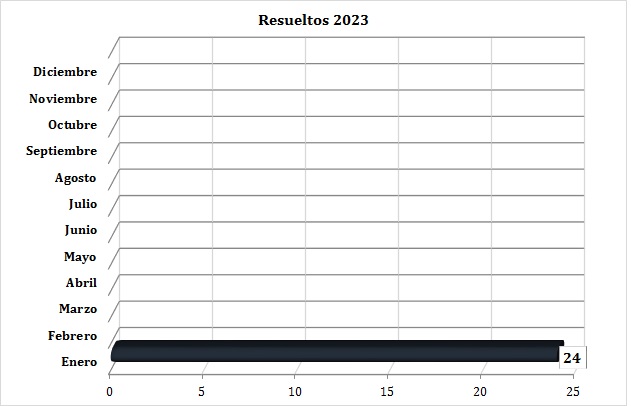 Resueltos 2023
Diciembre
Noviembre
Octubre
Septiembre
Agosto
Julio
Junio
Mayo
Abril
Marzo
Febrero
Enero
24
0 5 10 15 20 25